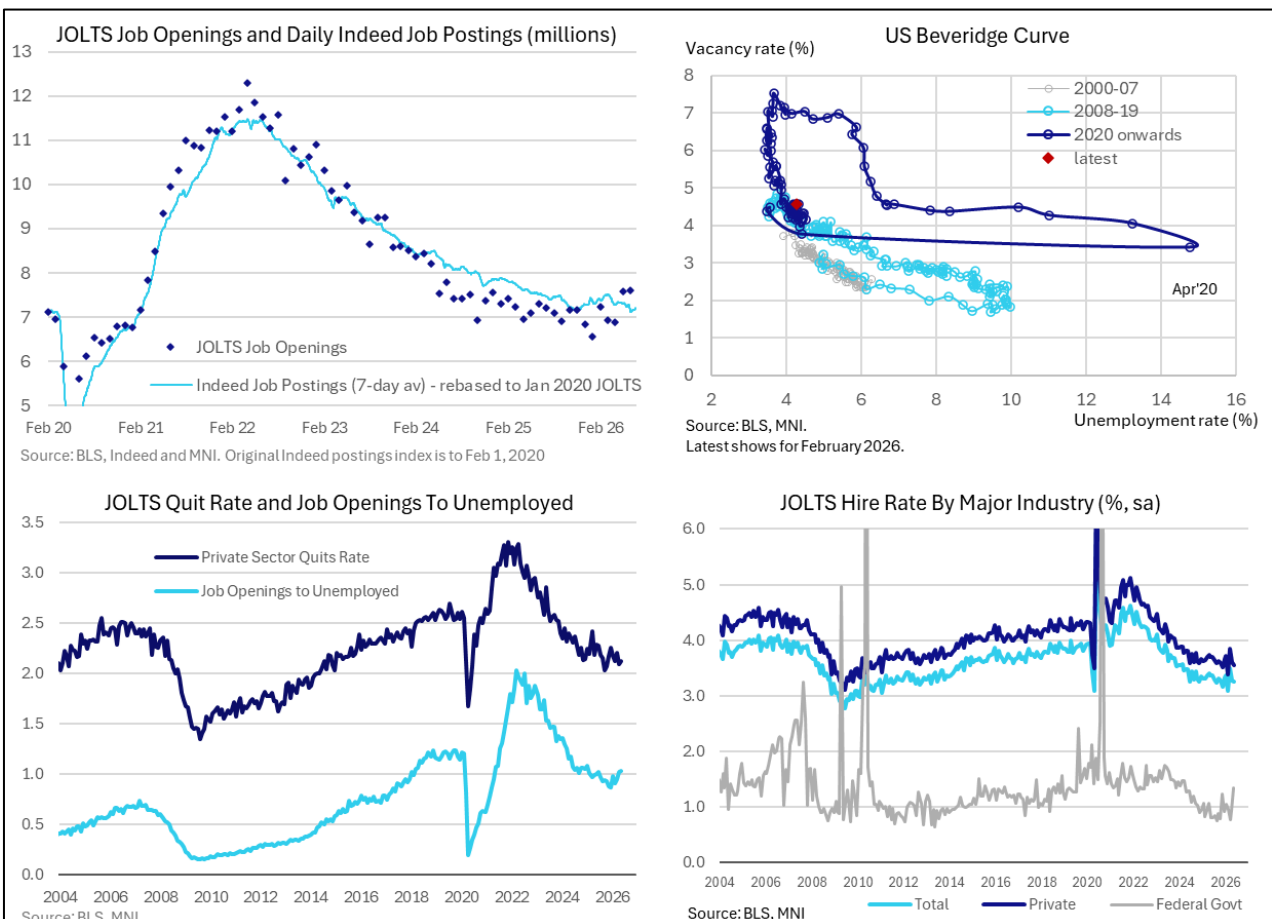 JOLTS Job Openings and Daily Indeed Job Postings (millions)
13
12
11
10
9
8
7
6
5
JOLTS Job Openings
Indeed Job Postings (7-day av) - rebased to Jan 2020 JOLTS
Feb 20 Feb 21 Feb 22 Feb 23 Feb 24 Feb 25 Feb 26
Source: BLS, Indeed and MNI. Original Indeed postings index is to Feb 1, 2020
US Beveridge Curve
Vacancy rate (%)
8
7
6
5
4
3
2
1
0
2000-07
2008-19
2020 onwards
latest
Apr'20
2 4 6 8 10 12 14 16
Unemployment rate (%)
Source: BLS, MNI.
Latest shows for February 2026.
JOLTS Quit Rate and Job Openings To Unemployed
3.5
3.0
2.5
2.0
1.5
1.0
0.5
0.0
Private Sector Quits Rate
Job Openings to Unemployed
2004 2006 2008 2010 2012 2014 2016 2018 2020 2022 2024 2026
Source: BLS, MNI
JOLTS Hire Rate By Major Industry (%, sa)
6.0
5.0
4.0
3.0
2.0
1.0
0.0
2004 2006 2008 2010 2012 2014 2016 2018 2020 2022 2024 2026
Total Private Federal Govt
Source: BLS, MNI